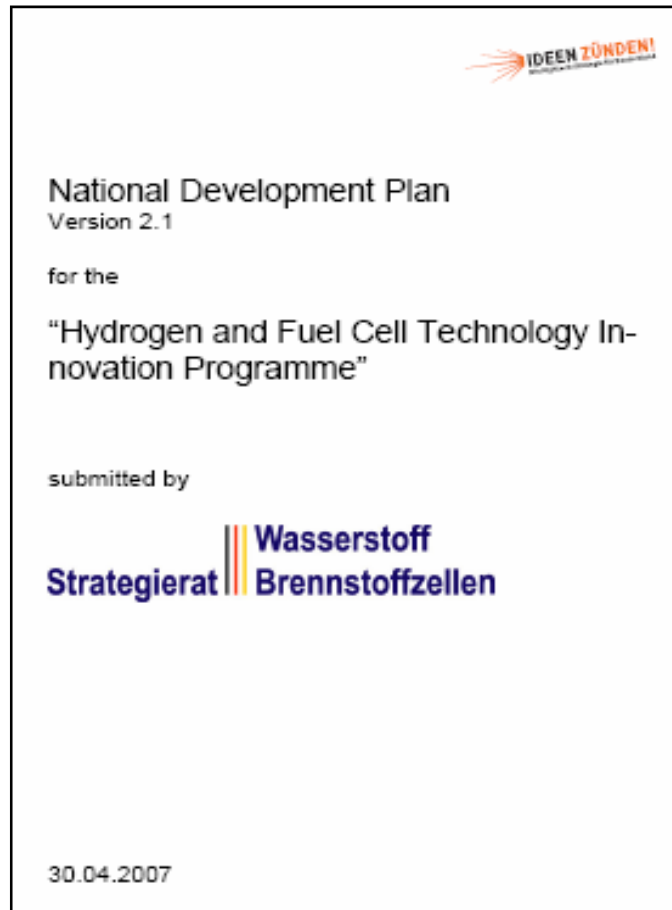 IDEEN ZÜNDEN!
National Development Plan
Version 2.1
for the
“Hydrogen and Fuel Cell Technology In-
novation Programme”
submitted by
Strategierat
Wasserstoff
Brennstoffzellen
30.04.2007